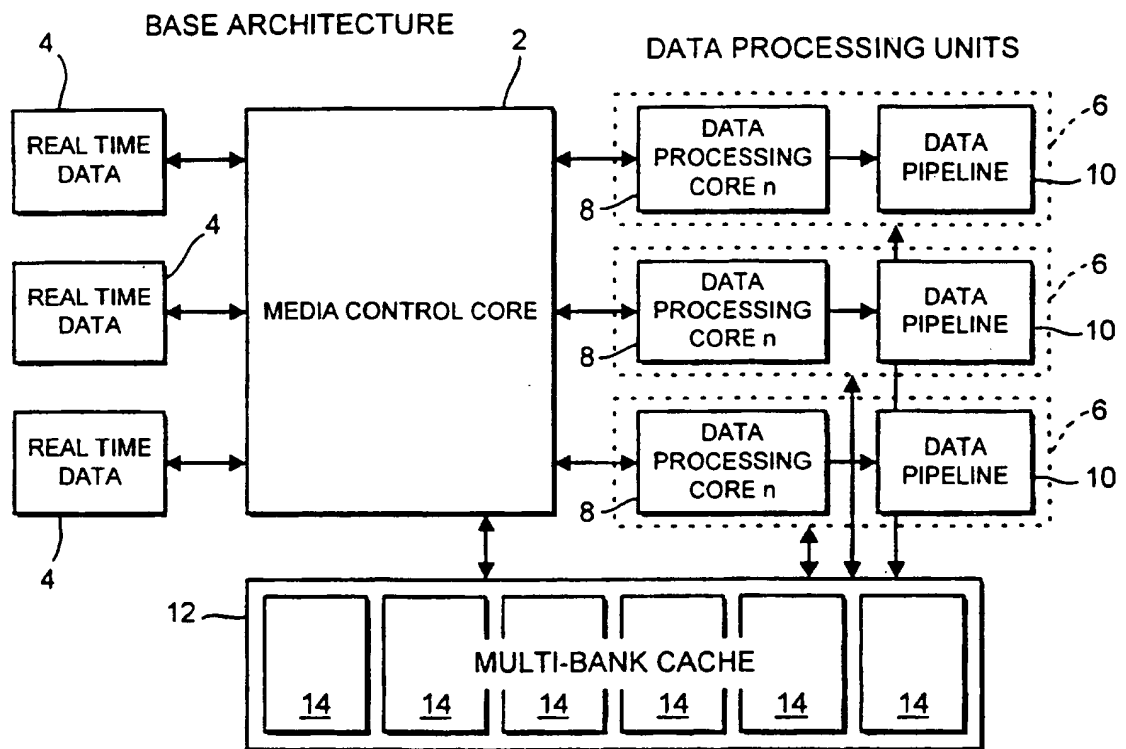 BASE ARCHITECTURE
DATA PROCESSING UNITS
4
2
REAL TIME
DATA
DATA
PROCESSING
CORE n
8
DATA
PIPELINE
6
10
4
REAL TIME
DATA
MEDIA CONTROL CORE
DATA
PROCESSING
CORE n
8
DATA
PIPELINE
6
10
REAL TIME
DATA
4
DATA
PROCESSING
CORE n
8
DATA
PIPELINE
6
10
12
MULTI-BANK CACHE
14 14 14 14 14 14